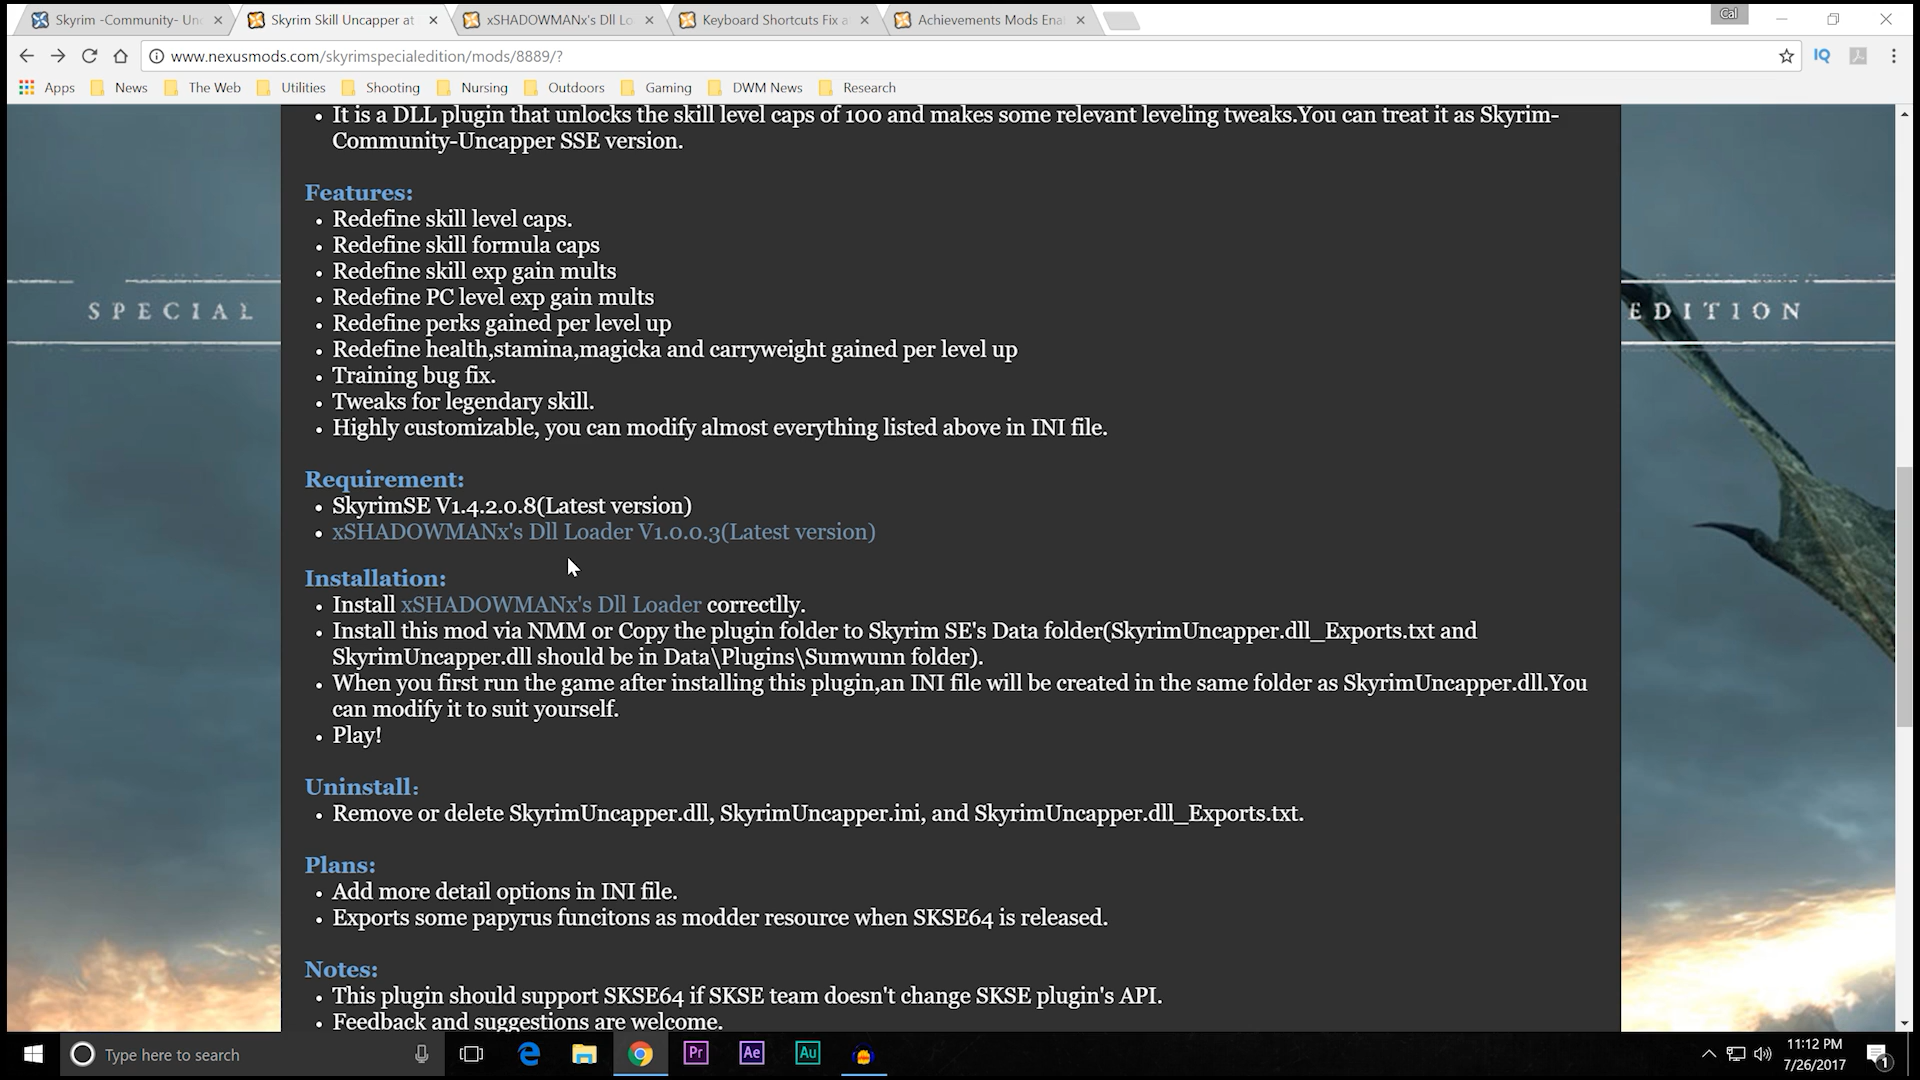 Skyrim -Community- Un
Skyrim Skill Uncapper at
xSHADOWMANx's Dll Lo
Keyboard Shortcuts Fix a
Achievements Mods Ena
Cal
www.nexusmods.com/skyrimspecialedition/mods/8889/?
IQ
Apps News The Web Utilities Shooting Nursing Outdoors Gaming DWM News Research
• It is a DLL plugin that unlocks the skill level caps of 100 and makes some relevant leveling tweaks.You can treat it as Skyrim-
Community-Uncapper SSE version.
Features:
• Redefine skill level caps.
• Redefine skill formula caps
• Redefine skill exp gain mults
• Redefine PC level exp gain mults
SPECIAL
EDITION
• Redefine perks gained per level up
• Redefine health,stamina,magicka and carryweight gained per level up
• Training bug fix.
• Tweaks for legendary skill.
• Highly customizable, you can modify almost everything listed above in INI file.
Requirement:
• SkyrimSE V1.4.2.0.8(Latest version)
• xSHADOWMANx's Dll Loader V1.0.0.3(Latest version)
Installation:
• Install xSHADOWMANx's Dll Loader correctlly.
• Install this mod via NMM or Copy the plugin folder to Skyrim SE's Data folder(SkyrimUncapper.dll_Exports.txt and
SkyrimUncapper.dll should be in Data\Plugins\Sumwunn folder).
• When you first run the game after installing this plugin,an INI file will be created in the same folder as SkyrimUncapper.dll.You
can modify it to suit yourself.
• Play!
Uninstall:
• Remove or delete SkyrimUncapper.dll, SkyrimUncapper.ini, and SkyrimUncapper.dll_Exports.txt.
Plans:
• Add more detail options in INI file.
• Exports some papyrus funcitons as modder resource when SKSE64 is released.
Notes:
• This plugin should support SKSE64 if SKSE team doesn't change SKSE plugin's API.
• Feedback and suggestions are welcome.
Type here to search
Pr
Ae
Au
11:12 PM
7/26/2017
1